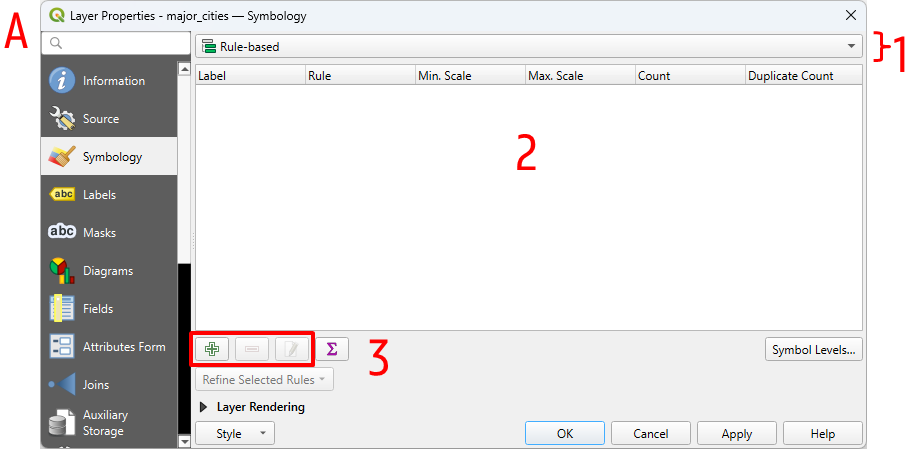 A
Layer Properties - major_cities — Symbology
Rule-based
1
Label Rule Min. Scale Max. Scale Count Duplicate Count
Information
Source
Symbology
abc Labels
abc Masks
Diagrams
Fields
Attributes Form
Joins
Auxiliary
Storage
2
Σ
3
Symbol Levels...
Refine Selected Rules
Layer Rendering
Style
OK Cancel Apply Help